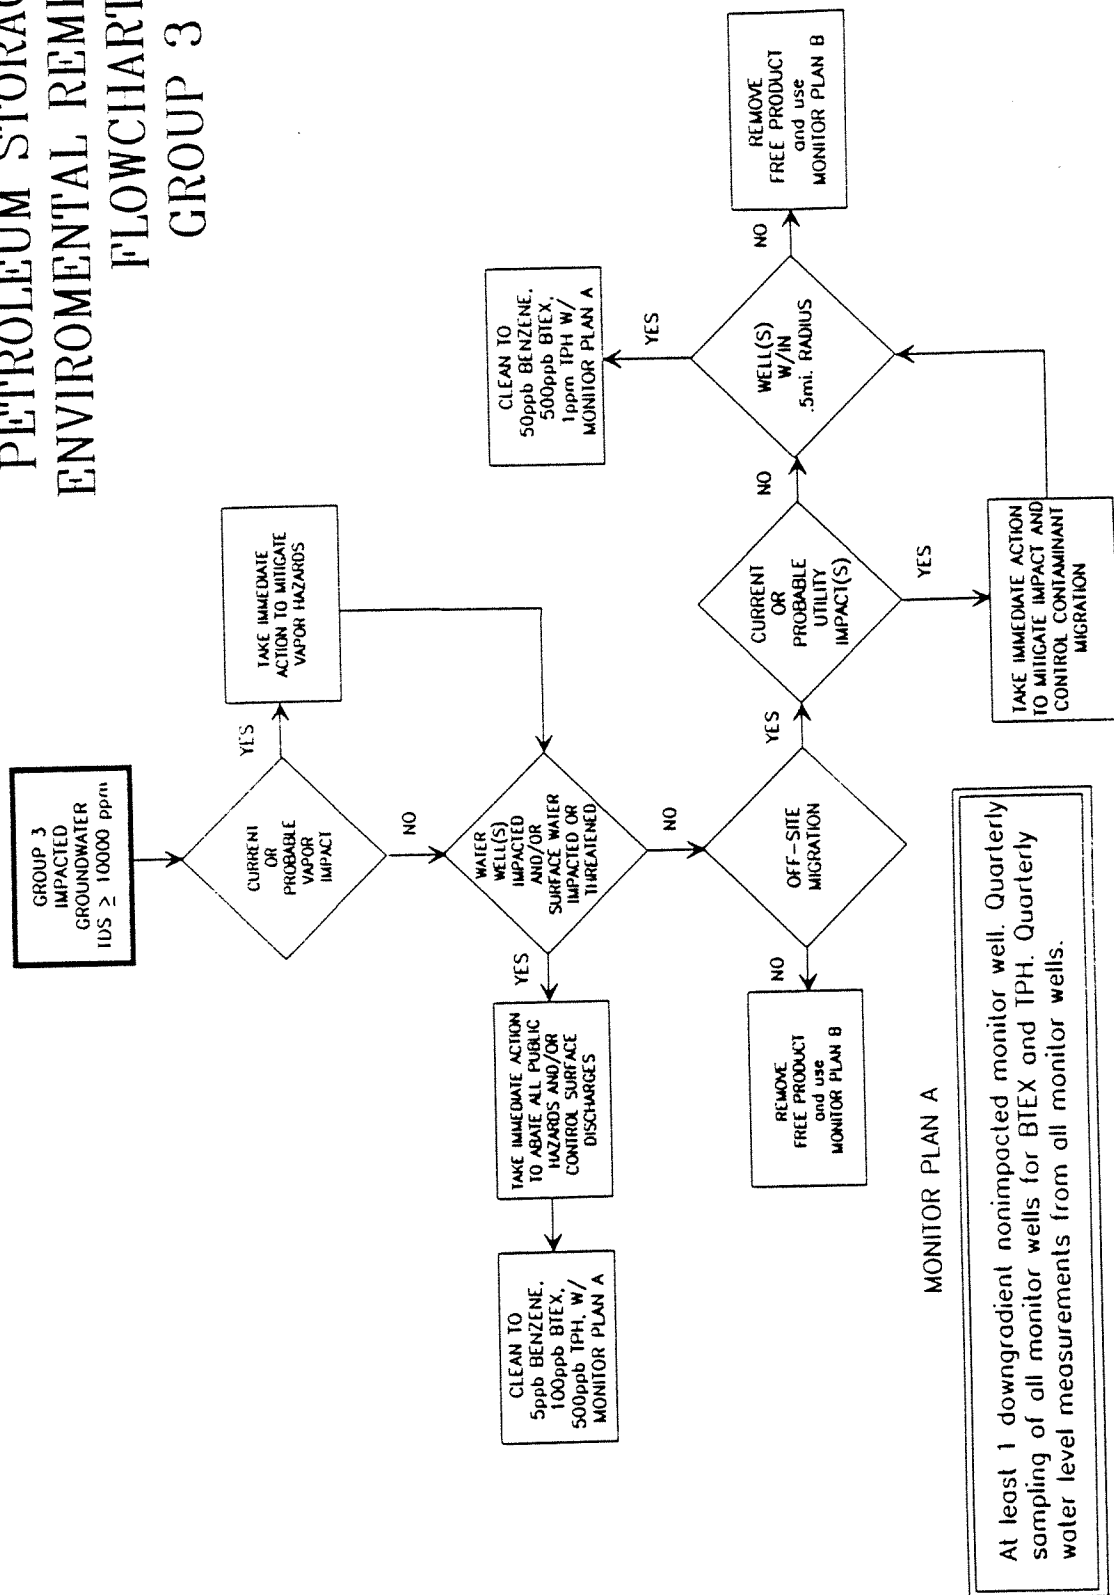 PETROLEUM STORAG
ENVIROMENTAL REM
FLOWCHART
GROUP 3
GROUP 3
IMPACTED
GROUNDWATER
TDS ≥ 10000 ppm
CURRENT
OR
PROBABLE
VAPOR
IMPACT
YES
TAKE IMMEDIATE
ACTION TO MITIGATE
VAPOR HAZARDS
NO
WATER
WELL(S)
IMPACTED
AND/OR
SURFACE WATER
IMPACTED OR
THREATENED
YES
TAKE IMMEDIATE ACTION
TO ABATE ALL PUBLIC
HAZARDS AND/OR
CONTROL SURFACE
DISCHARGES
CLEAN TO
5ppb BENZENE,
100ppb BTEX,
500ppb TPH, W/
MONITOR PLAN A
NO
OFF-SITE
MIGRATION
NO
REMOVE
FREE PRODUCT
and use
MONITOR PLAN B
YES
CURRENT
OR
PROBABLE
UTILITY
IMPACT(S)
YES
TAKE IMMEDIATE ACTION
TO MITIGATE IMPACT AND
CONTROL CONTAMINANT
MIGRATION
NO
WELL(S)
W/IN
.5mi. RADIUS
YES
CLEAN TO
50ppb BENZENE,
500ppb BTEX,
1ppm TPH W/
MONITOR PLAN A
NO
REMOVE
FREE PRODUCT
and use
MONITOR PLAN B
MONITOR PLAN A
At least 1 downgradient nonimpacted monitor well. Quarterly
sampling of all monitor wells for BTEX and TPH. Quarterly
water level measurements from all monitor wells.